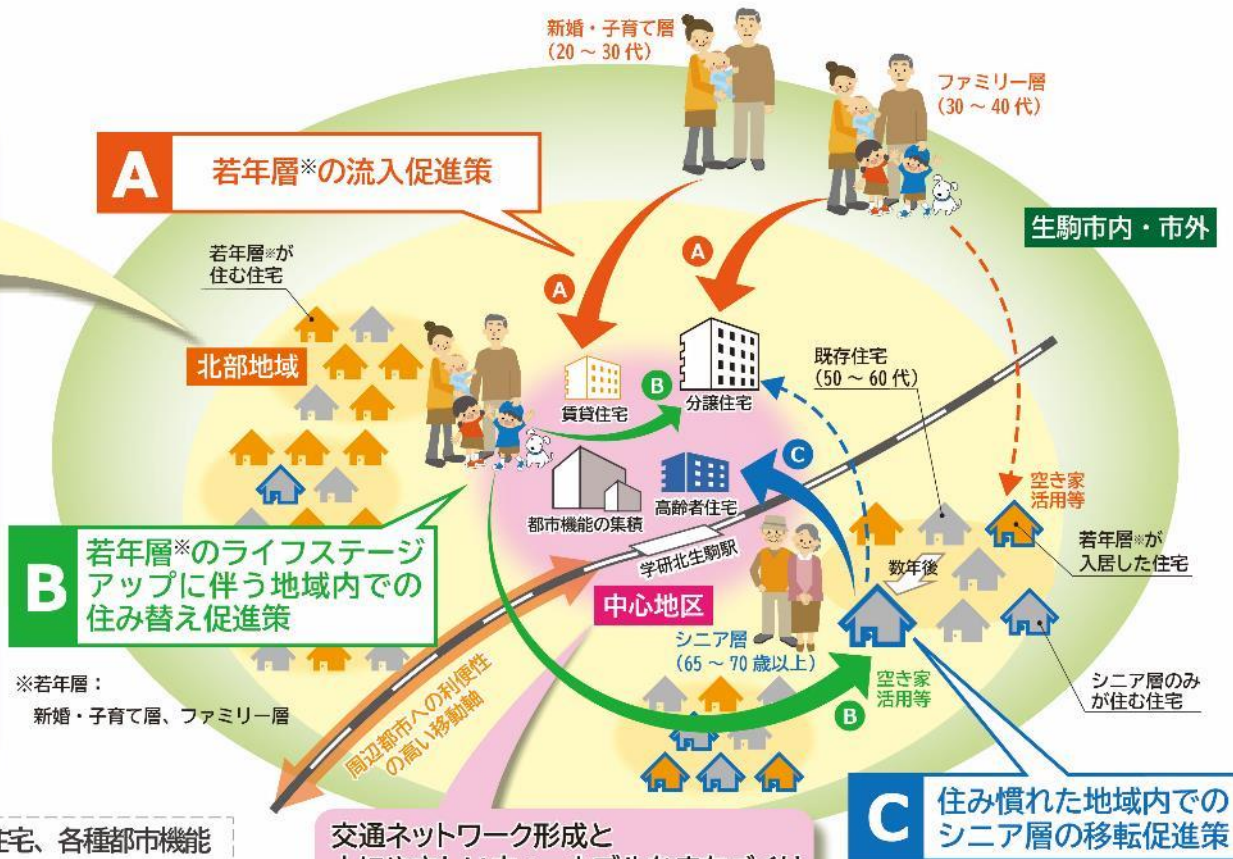 新婚・子育て層
(20～30代)
ファミリー層
(30～40代)
A
若年層※の流入促進策
生駒市内・市外
若年層※が
住む住宅
A
A
北部地域
既存住宅
(50～60代)
賃貸住宅
B
分譲住宅
C
都市機能の集積
高齢者住宅
空き家
活用等
学研北生駒駅
数年後
若年層※が
入居した住宅
B
若年層※のライフステージ
アップに伴う地域内での
住み替え促進策
中心地区
シニア層
(65～70歳以上)
空き家
活用等
B
シニア層のみ
が住む住宅
※若年層：
新婚・子育て層、ファミリー層
周辺都市への利便性
の高い移動軸
C
住み慣れた地域内での
シニア層の移転促進策
住宅、各種都市機能
交通ネットワーク形成と